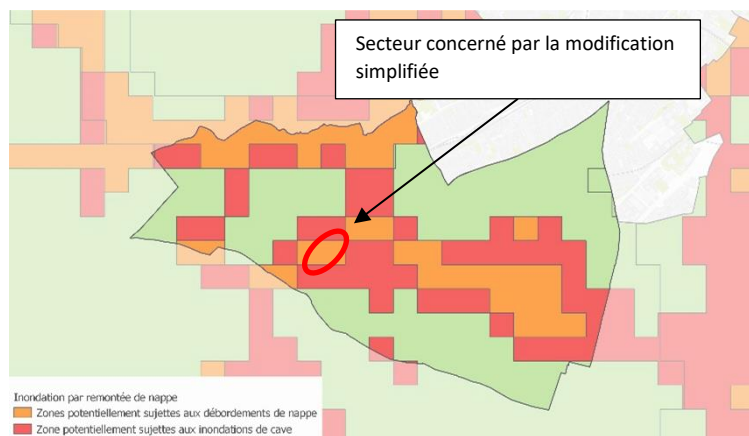 Secteur concerné par la modification
simplifiée
Inondation par remontée de nappe
Zones potentiellement sujettes aux débordements de nappe
Zone potentiellement sujettes aux inondations de cave